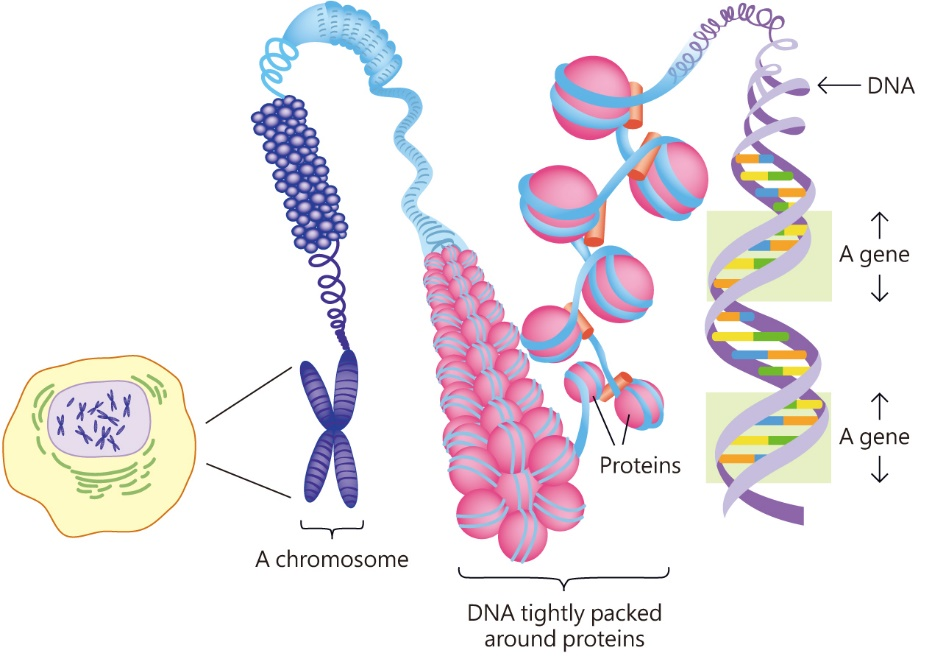 DNA
A gene
A gene
Proteins
A chromosome
DNA tightly packed
around proteins